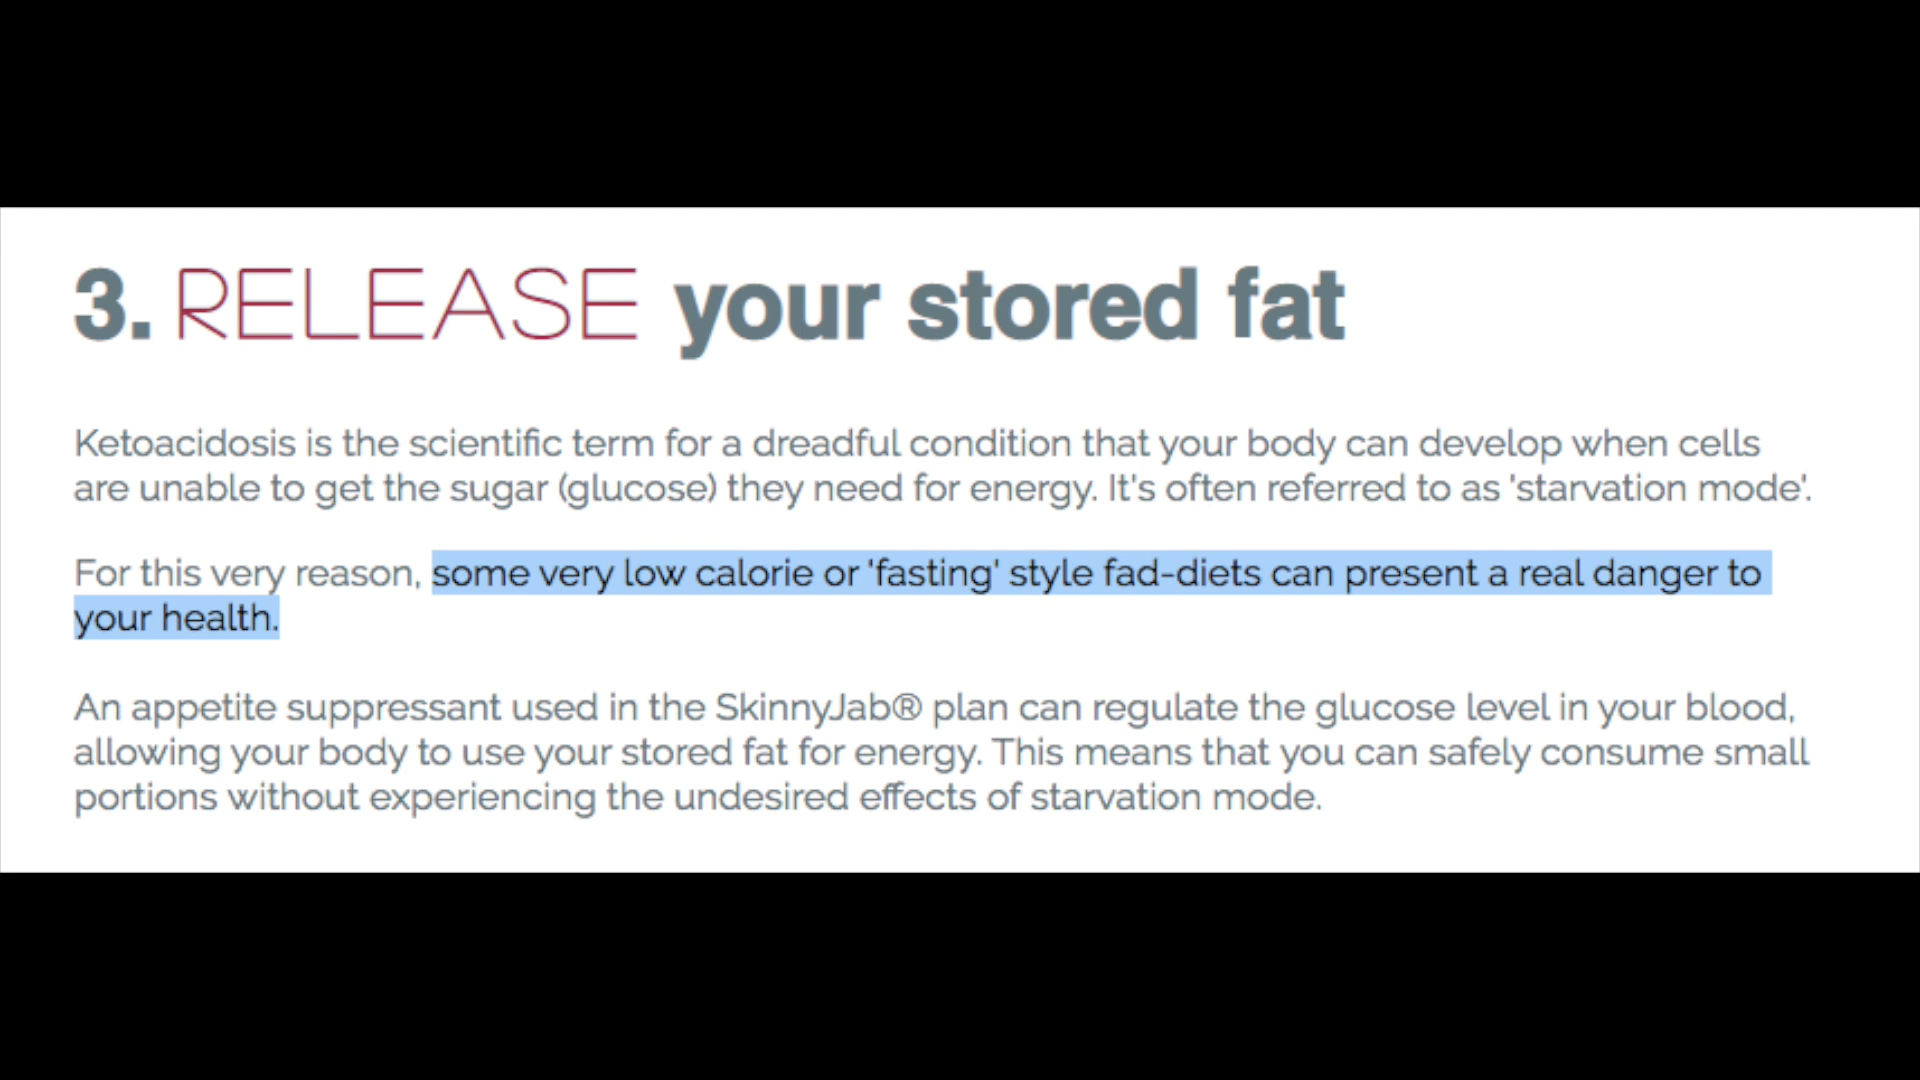 3. RELEASE your stored fat
Ketoacidosis is the scientific term for a dreadful condition that your body can develop when cells
are unable to get the sugar (glucose) they need for energy. It's often referred to as 'starvation mode'.
For this very reason, some very low calorie or 'fasting' style fad-diets can present a real danger to
your health.
An appetite suppressant used in the SkinnyJab® plan can regulate the glucose level in your blood,
allowing your body to use your stored fat for energy. This means that you can safely consume small
portions without experiencing the undesired effects of starvation mode.